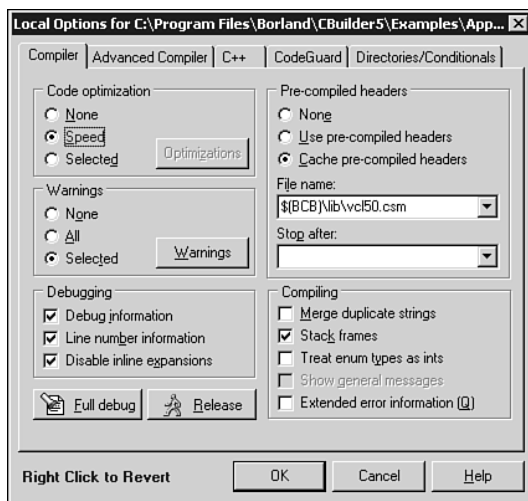 Local Options for C:\Program Files\Borland\CBuilder5\Examples\App...
Compiler
Advanced Compiler
C++
CodeGuard
Directories/Conditionals
Code optimization
None
Speed
Selected
Optimizations
Pre-compiled headers
None
Use pre-compiled headers
Cache pre-compiled headers
File name:
$(BCB)\lib\vcl50.csm
Stop after:
Warnings
None
All
Selected
Warnings
Debugging
Debug information
Line number information
Disable inline expansions
Compiling
Merge duplicate strings
Stack frames
Treat enum types as ints
Show general messages
Extended error information (Q)
Full debug
Release
Right Click to Revert
OK
Cancel
Help